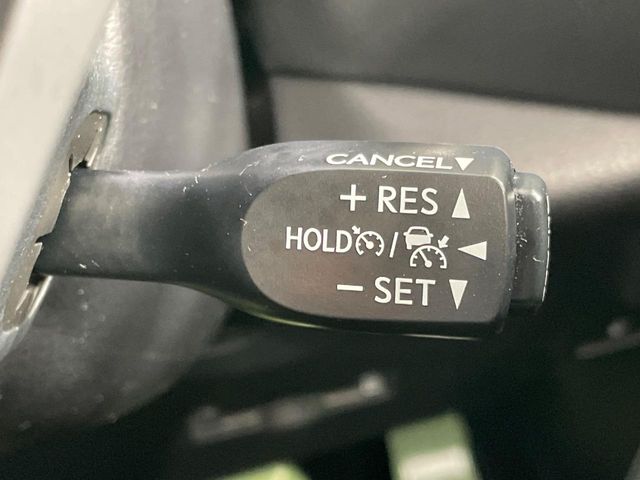 CANCEL▼
+ RES ▲
HOLD / ◀
− SET ▼